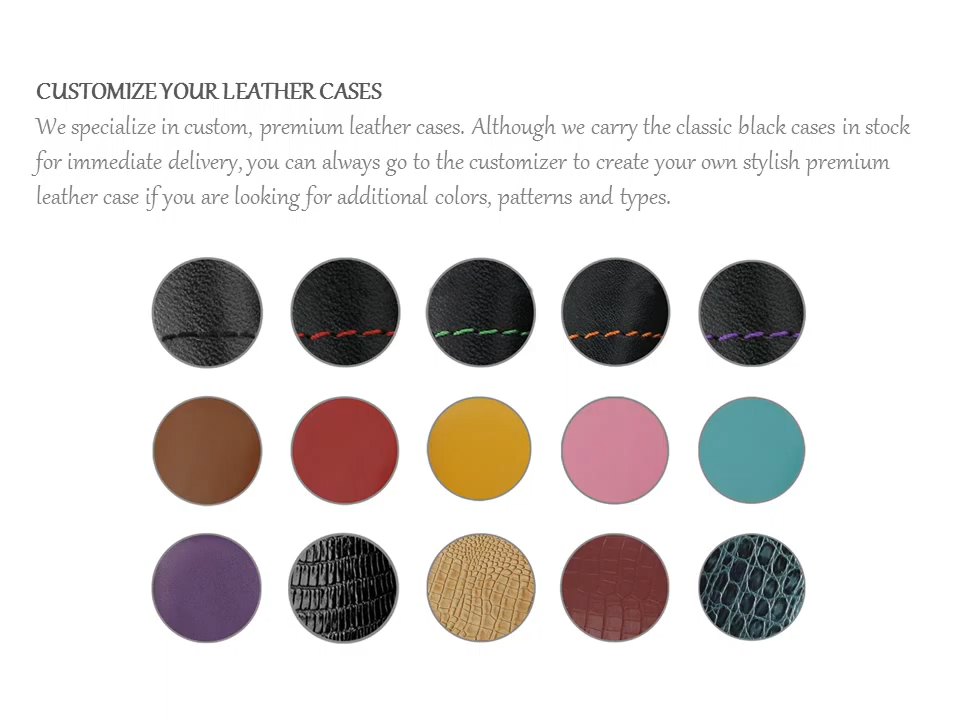 CUSTOMIZE YOUR LEATHER CASES
We specialize in custom, premium leather cases. Although we carry the classic black cases in stock
for immediate delivery, you can always go to the customizer to create your own stylish premium
leather case if you are looking for additional colors, patterns and types.